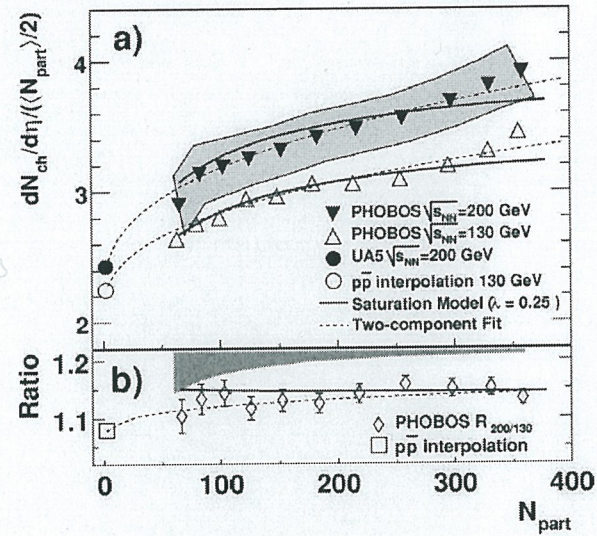 dN_ch/dη/(⟨N_part⟩/2)
a)
4
3
2
PHOBOS √s_NN=200 GeV
PHOBOS √s_NN=130 GeV
UA5 √s_NN=200 GeV
pp̄ interpolation 130 GeV
Saturation Model (λ = 0.25 )
Two-component Fit
Ratio
b)
1.2
1.1
PHOBOS R_200/130
pp̄ interpolation
0 100 200 300 400
N_part